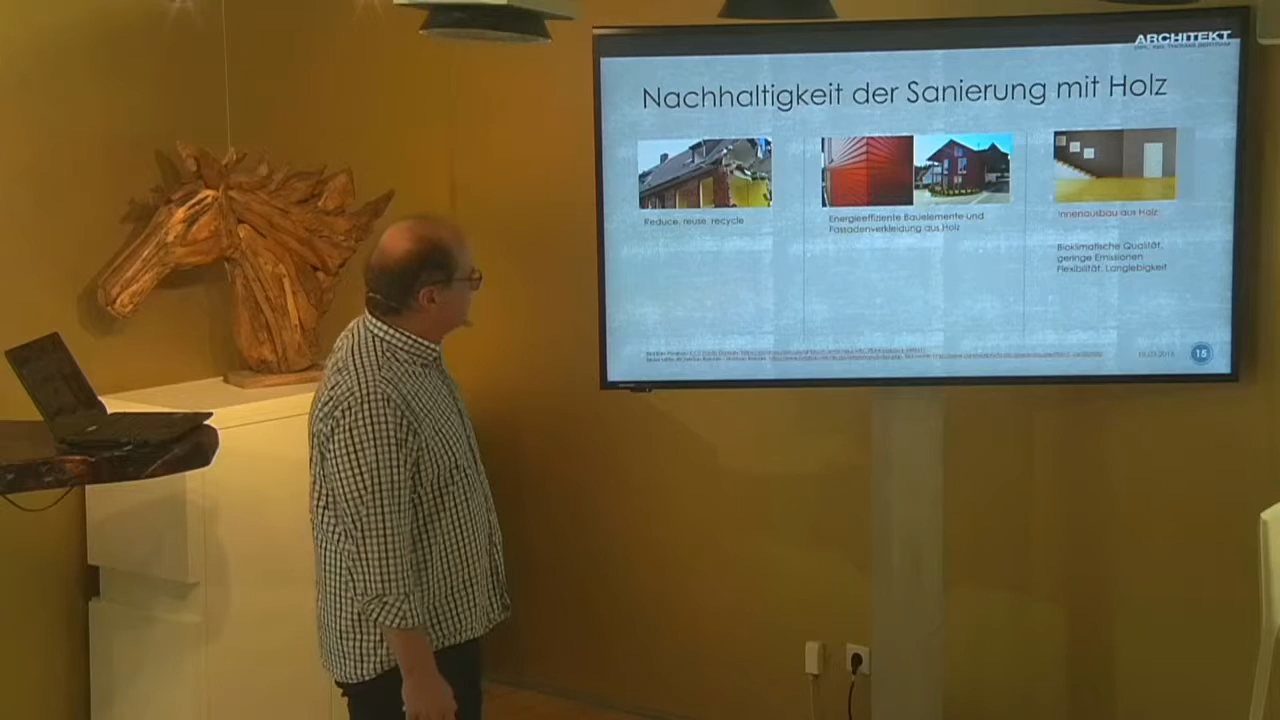 ARCHITEKT
Nachhaltigkeit der Sanierung mit Holz
Reduce, reuse, recycle
Energieeffiziente Bauelemente und
Fassadenverkleidung aus Holz
Innenausbau aus Holz:
Bioklimatische Qualität,
geringe Emissionen
Flexibilität, Langlebigkeit
15